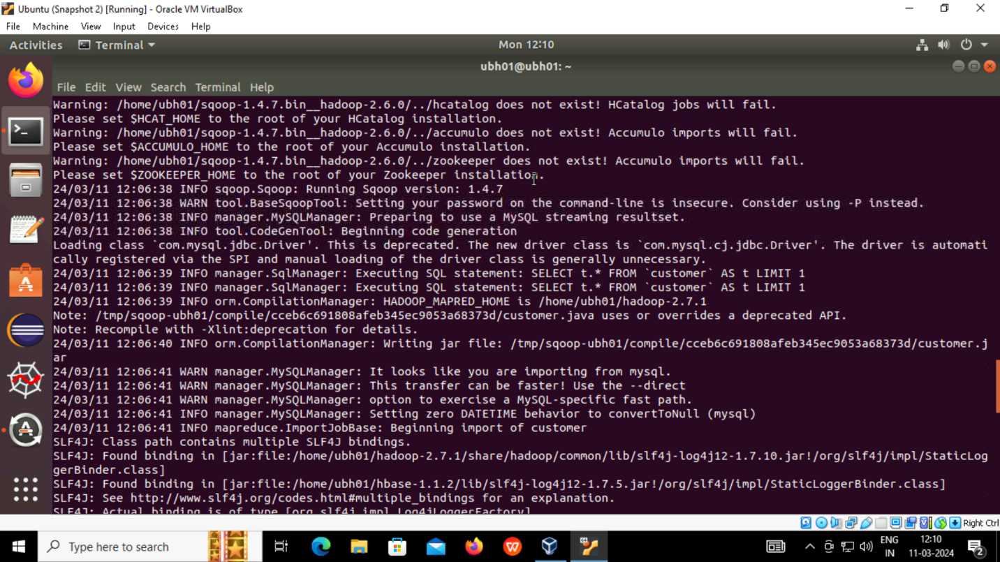 Ubuntu (Snapshot 2) [Running] - Oracle VM VirtualBox
File Machine View Input Devices Help
Activities Terminal Mon 12:10
ubh01@ubh01: ~
File Edit View Search Terminal Help
Warning: /home/ubh01/sqoop-1.4.7.bin__hadoop-2.6.0/../hcatalog does not exist! HCatalog jobs will fail.
Please set $HCAT_HOME to the root of your HCatalog installation.
Warning: /home/ubh01/sqoop-1.4.7.bin__hadoop-2.6.0/../accumulo does not exist! Accumulo imports will fail.
Please set $ACCUMULO_HOME to the root of your Accumulo installation.
Warning: /home/ubh01/sqoop-1.4.7.bin__hadoop-2.6.0/../zookeeper does not exist! Accumulo imports will fail.
Please set $ZOOKEEPER_HOME to the root of your Zookeeper installation.
24/03/11 12:06:38 INFO sqoop.Sqoop: Running Sqoop version: 1.4.7
24/03/11 12:06:38 WARN tool.BaseSqoopTool: Setting your password on the command-line is insecure. Consider using -P instead.
24/03/11 12:06:38 INFO manager.MySQLManager: Preparing to use a MySQL streaming resultset.
24/03/11 12:06:38 INFO tool.CodeGenTool: Beginning code generation
Loading class `com.mysql.jdbc.Driver'. This is deprecated. The new driver class is `com.mysql.cj.jdbc.Driver'. The driver is automati
cally registered via the SPI and manual loading of the driver class is generally unnecessary.
24/03/11 12:06:39 INFO manager.SqlManager: Executing SQL statement: SELECT t.* FROM `customer` AS t LIMIT 1
24/03/11 12:06:39 INFO manager.SqlManager: Executing SQL statement: SELECT t.* FROM `customer` AS t LIMIT 1
24/03/11 12:06:39 INFO orm.CompilationManager: HADOOP_MAPRED_HOME is /home/ubh01/hadoop-2.7.1
Note: /tmp/sqoop-ubh01/compile/cceb6c691808afeb345ec9053a68373d/customer.java uses or overrides a deprecated API.
Note: Recompile with -Xlint:deprecation for details.
24/03/11 12:06:40 INFO orm.CompilationManager: Writing jar file: /tmp/sqoop-ubh01/compile/cceb6c691808afeb345ec9053a68373d/customer.j
ar
24/03/11 12:06:41 WARN manager.MySQLManager: It looks like you are importing from mysql.
24/03/11 12:06:41 WARN manager.MySQLManager: This transfer can be faster! Use the --direct
24/03/11 12:06:41 WARN manager.MySQLManager: option to exercise a MySQL-specific fast path.
24/03/11 12:06:41 INFO manager.MySQLManager: Setting zero DATETIME behavior to convertToNull (mysql)
24/03/11 12:06:41 INFO mapreduce.ImportJobBase: Beginning import of customer
SLF4J: Class path contains multiple SLF4J bindings.
SLF4J: Found binding in [jar:file:/home/ubh01/hadoop-2.7.1/share/hadoop/common/lib/slf4j-log4j12-1.7.10.jar!/org/slf4j/impl/StaticLog
gerBinder.class]
SLF4J: Found binding in [jar:file:/home/ubh01/hbase-1.1.2/lib/slf4j-log4j12-1.7.5.jar!/org/slf4j/impl/StaticLoggerBinder.class]
SLF4J: See http://www.slf4j.org/codes.html#multiple_bindings for an explanation.
SLF4J: Actual binding is of type [org.slf4j.impl.Log4jLoggerFactory]
Right Ctrl
Type here to search
ENG 12:10
IN 11-03-2024 2